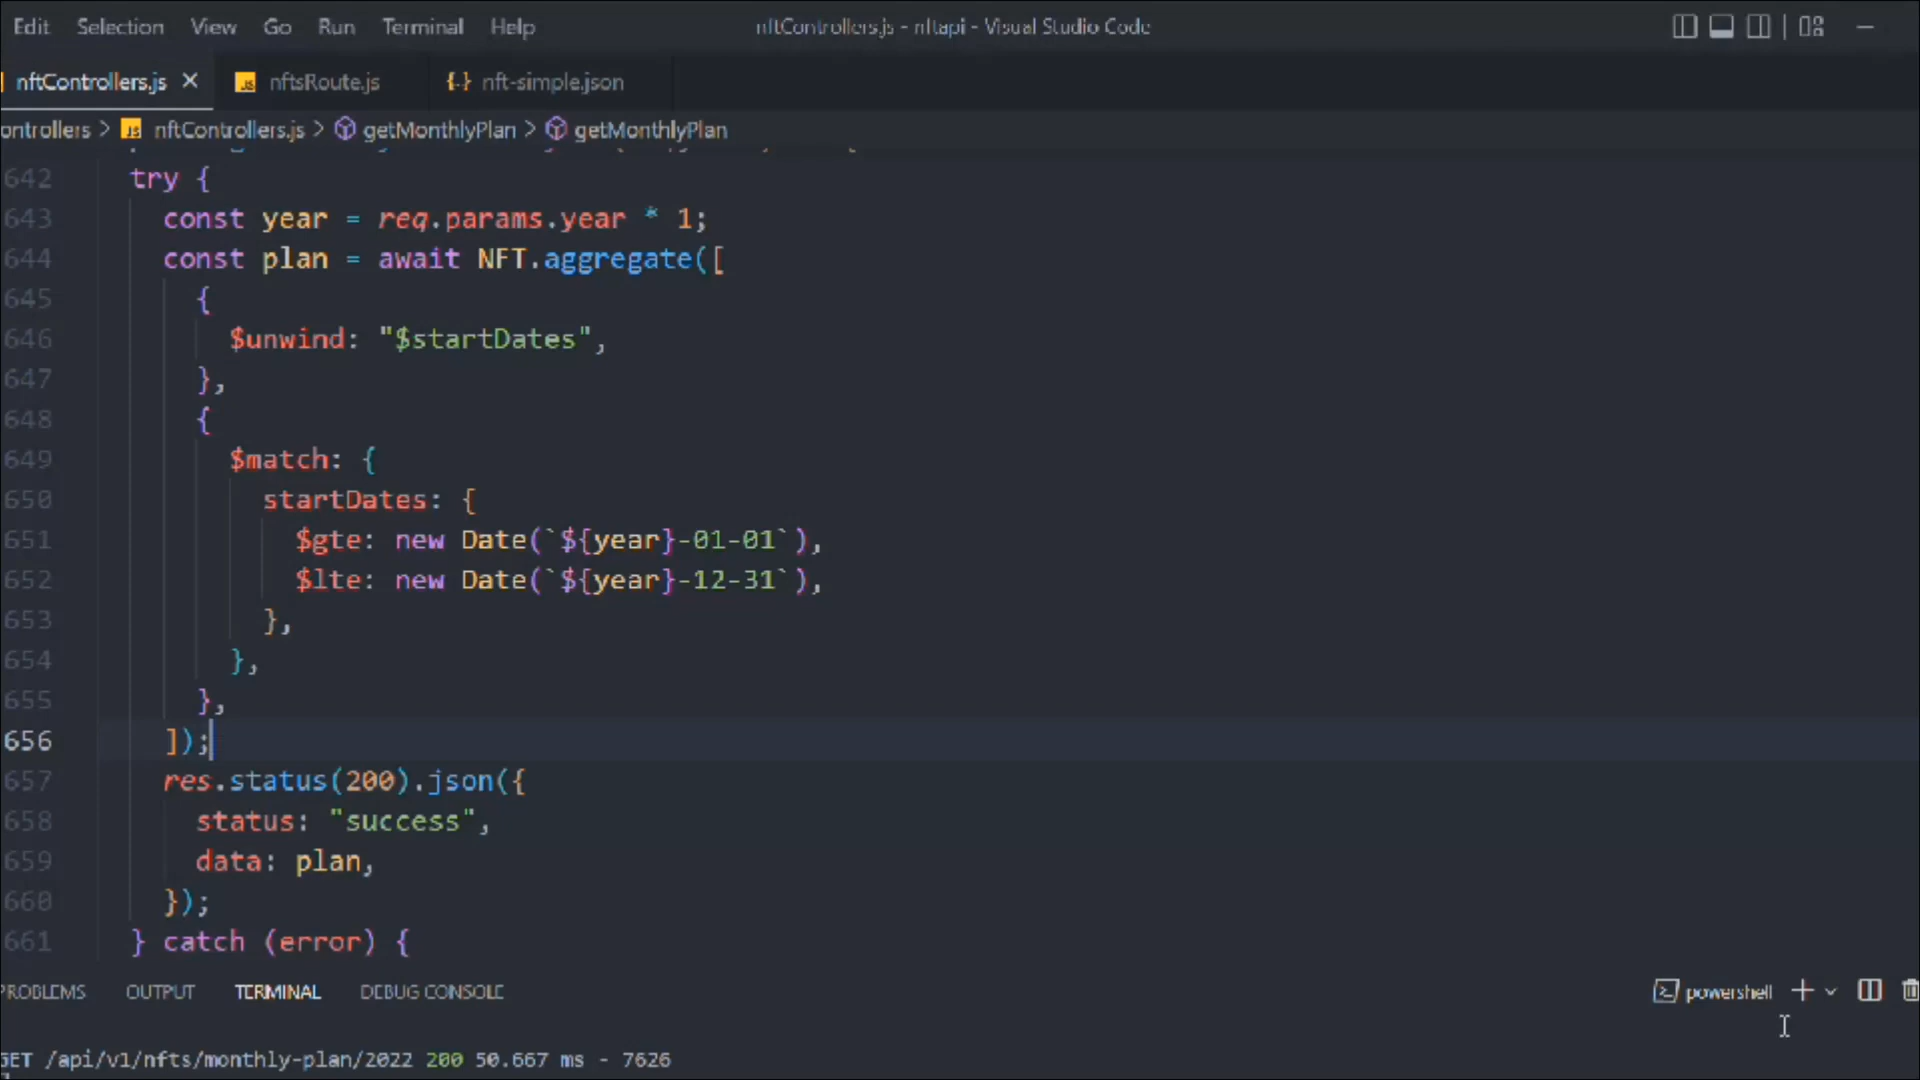 Edit Selection View Go Run Terminal Help nftControllers.js - nftapi - Visual Studio Code
nftControllers.js nftsRoute.js nft-simple.json
ontrollers > JS nftControllers.js > getMonthlyPlan > getMonthlyPlan
642 try {
643 const year = req.params.year * 1;
644 const plan = await NFT.aggregate([
645 {
646 $unwind: "$startDates",
647 },
648 {
649 $match: {
650 startDates: {
651 $gte: new Date(`${year}-01-01`),
652 $lte: new Date(`${year}-12-31`),
653 },
654 },
655 },
656 ]);
657 res.status(200).json({
658 status: "success",
659 data: plan,
660 });
661 } catch (error) {
PROBLEMS OUTPUT TERMINAL DEBUG CONSOLE powershell
GET /api/v1/nfts/monthly-plan/2022 200 50.667 ms - 7626